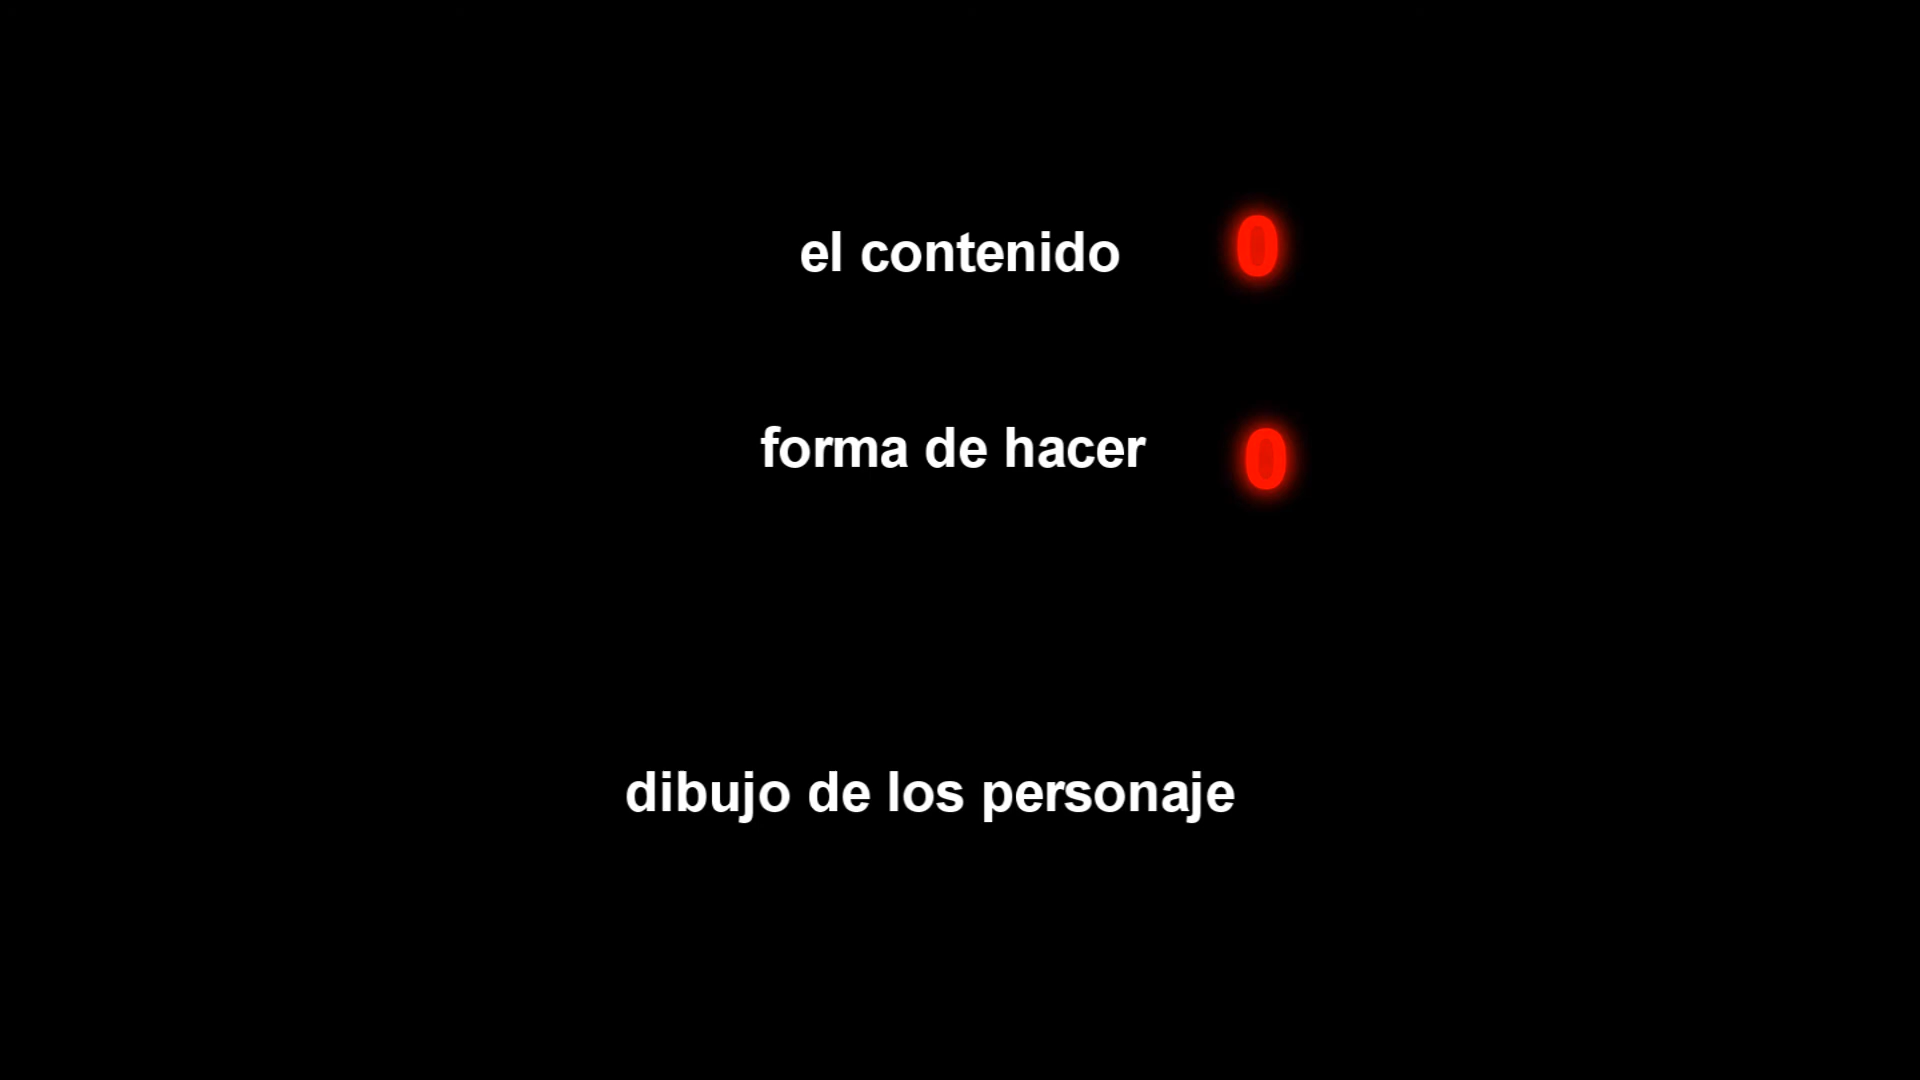 el contenido 0
forma de hacer 0
dibujo de los personaje